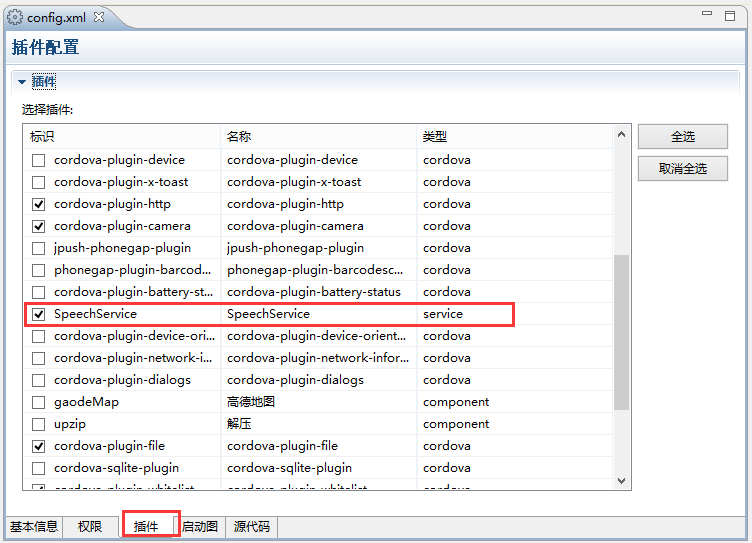 config.xml
插件配置
插件
选择插件:
标识 名称 类型
全选
取消全选
cordova-plugin-device cordova-plugin-device cordova
cordova-plugin-x-toast cordova-plugin-x-toast cordova
cordova-plugin-http cordova-plugin-http cordova
cordova-plugin-camera cordova-plugin-camera cordova
jpush-phonegap-plugin jpush-phonegap-plugin cordova
phonegap-plugin-barcod... phonegap-plugin-barcodesc... cordova
cordova-plugin-battery-st... cordova-plugin-battery-status cordova
SpeechService SpeechService service
cordova-plugin-device-ori... cordova-plugin-device-orient... cordova
cordova-plugin-network-i... cordova-plugin-network-infor... cordova
cordova-plugin-dialogs cordova-plugin-dialogs cordova
gaodeMap 高德地图 component
upzip 解压 component
cordova-plugin-file cordova-plugin-file cordova
cordova-sqlite-plugin cordova-sqlite-plugin cordova
cordova-plugin-whitelist cordova-plugin-whitelist cordova
基本信息 权限 插件 启动图 源代码